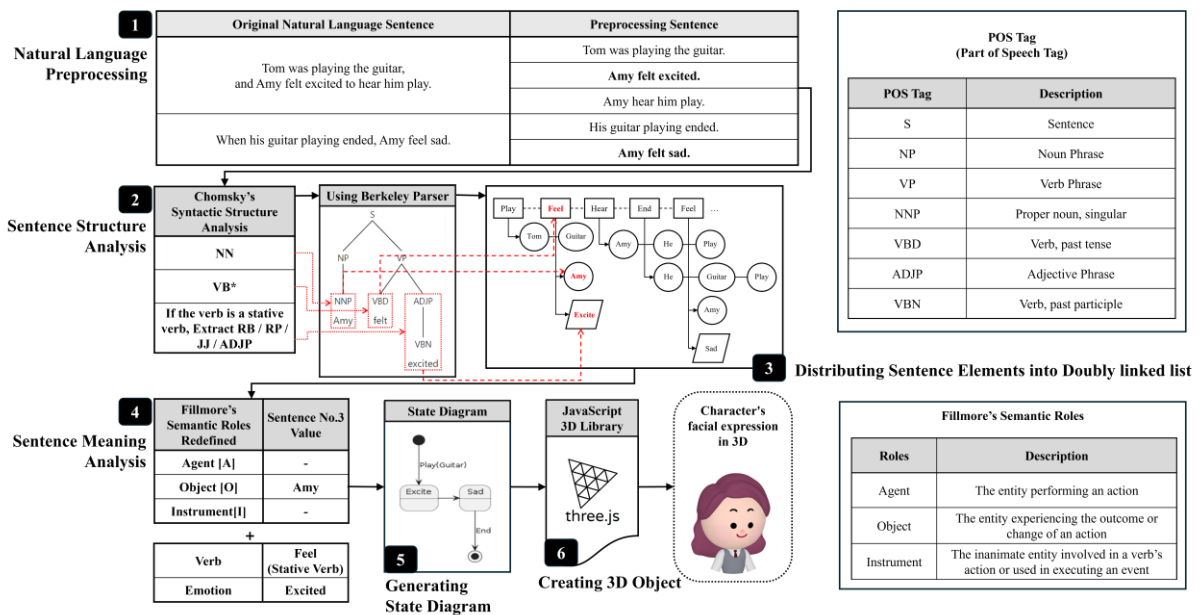 1
Natural Language
Preprocessing
Original Natural Language Sentence
Preprocessing Sentence
Tom was playing the guitar,
and Amy felt excited to hear him play.
Tom was playing the guitar.
Amy felt excited.
Amy hear him play.
When his guitar playing ended, Amy feel sad.
His guitar playing ended.
Amy felt sad.
POS Tag
(Part of Speech Tag)
POS Tag
Description
S
Sentence
NP
Noun Phrase
VP
Verb Phrase
NNP
Proper noun, singular
VBD
Verb, past tense
ADJP
Adjective Phrase
VBN
Verb, past participle
2
Sentence Structure
Analysis
Chomsky's
Syntactic Structure
Analysis
NN
VB*
If the verb is a stative
verb, Extract RB / RP /
JJ / ADJP
Using Berkeley Parser
S
NP
VP
NNP
VBD
ADJP
Amy
felt
VBN
excited
Play
Feel
Hear
End
Feel
...
Tom
Guitar
Amy
He
Play
Amy
He
Guitar
Play
Excite
Amy
Sad
3
Distributing Sentence Elements into Doubly linked list
4
Sentence Meaning
Analysis
Fillmore's
Semantic Roles
Redefined
Sentence No.3
Value
Agent [A]
-
Object [O]
Amy
Instrument[I]
-
+
Verb
Feel
(Stative Verb)
Emotion
Excited
State Diagram
Play(Guitar)
Excite
Sad
End
5
Generating
State Diagram
JavaScript
3D Library
three.js
6
Creating 3D Object
Character's
facial expression
in 3D
Fillmore's Semantic Roles
Roles
Description
Agent
The entity performing an action
Object
The entity experiencing the outcome or
change of an action
Instrument
The inanimate entity involved in a verb's
action or used in executing an event